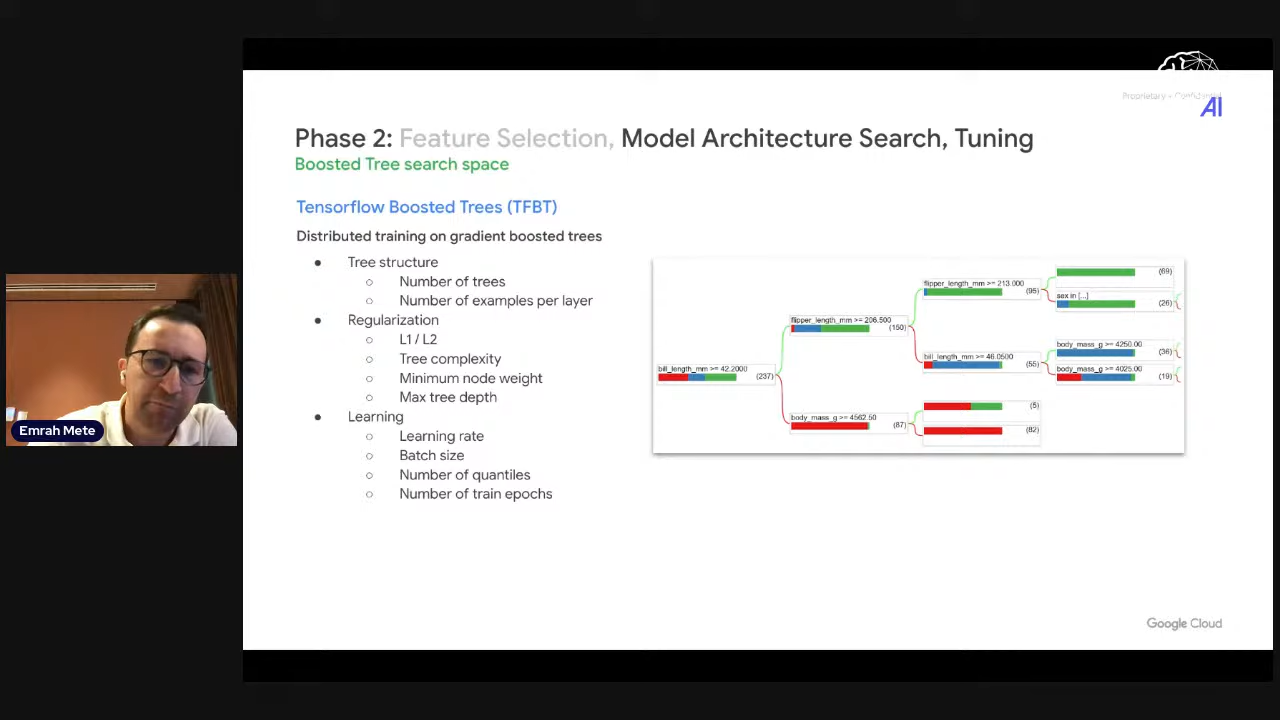 Proprietary + Confidential
AI
Phase 2: Feature Selection, Model Architecture Search, Tuning
Boosted Tree search space
Tensorflow Boosted Trees (TFBT)
Distributed training on gradient boosted trees
● Tree structure
○ Number of trees
○ Number of examples per layer
● Regularization
○ L1 / L2
○ Tree complexity
○ Minimum node weight
○ Max tree depth
● Learning
○ Learning rate
○ Batch size
○ Number of quantiles
○ Number of train epochs
bill_length_mm >= 42.2000
(237)
flipper_length_mm >= 206.500
(150)
body_mass_g >= 4562.50
(87)
flipper_length_mm >= 213.000
(95)
bill_length_mm >= 46.0500
(55)
(5)
(82)
(69)
sex in [...]
(26)
body_mass_g >= 4250.00
(36)
body_mass_g >= 4025.00
(19)
Emrah Mete
Google Cloud